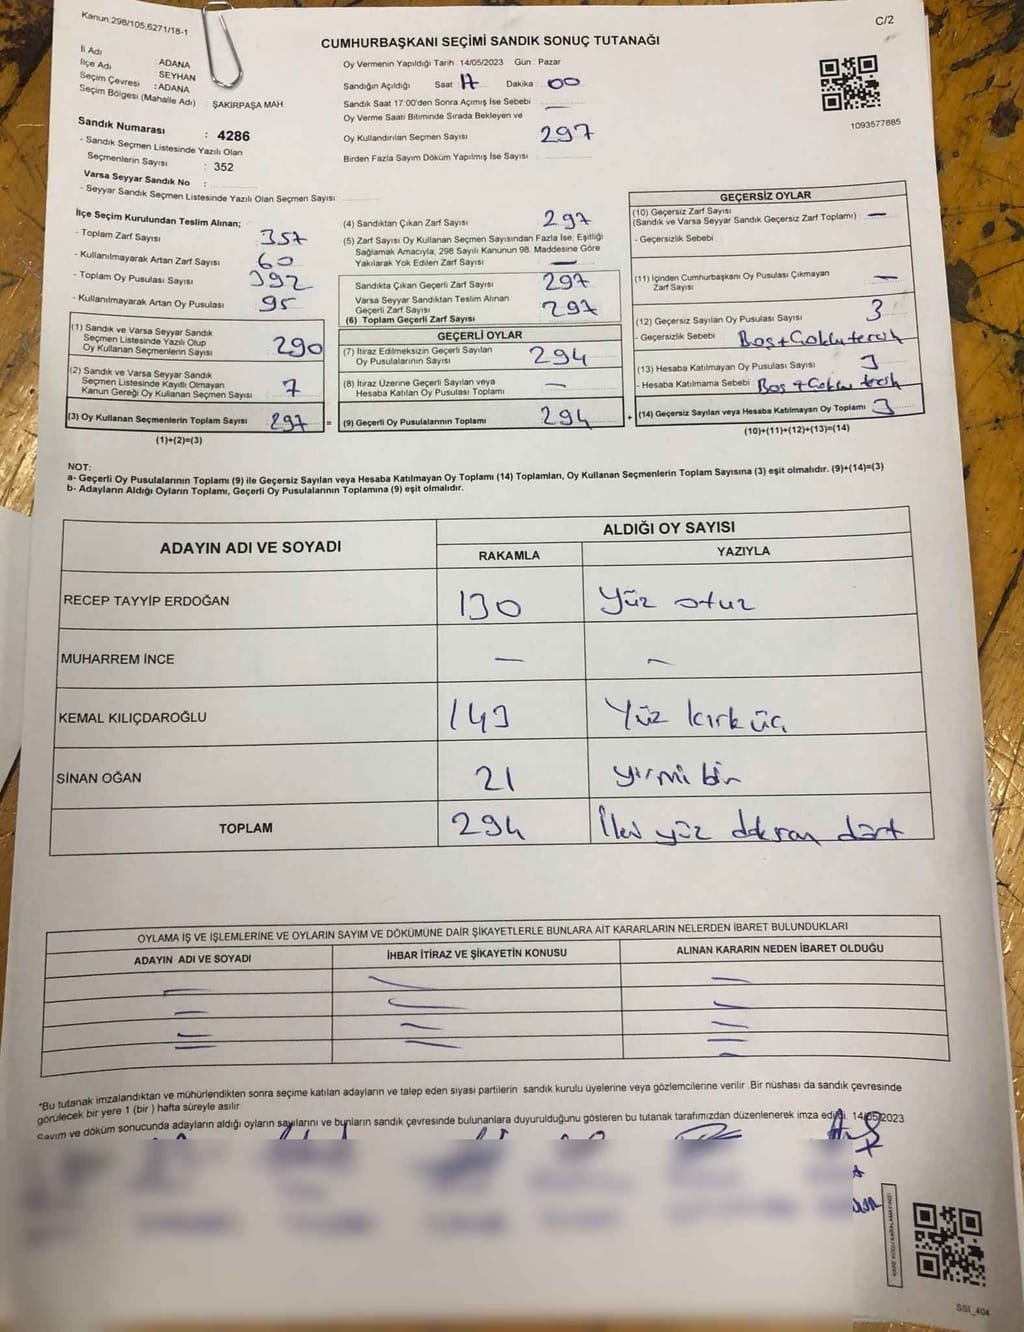 Kanun:298/105,6271/18-1
C/2
CUMHURBAŞKANI SEÇİMİ SANDIK SONUÇ TUTANAĞI
İl Adı : ADANA
İlçe Adı : SEYHAN
Seçim Çevresi : ADANA
Seçim Bölgesi (Mahalle Adı) : ŞAKİRPAŞA MAH
Sandık Numarası : 4286
- Sandık Seçmen Listesinde Yazılı Olan
Seçmenlerin Sayısı : 352
Varsa Seyyar Sandık No :
- Seyyar Sandık Seçmen Listesinde Yazılı Olan Seçmen Sayısı:
Oy Vermenin Yapıldığı Tarih :14/05/2023 Gün : Pazar
Sandığın Açıldığı Saat 17 Dakika : 00
Sandık Saat 17:00'den Sonra Açımış İse Sebebi : —
Oy Verme Saati Bitiminde Sırada Bekleyen ve
Oy Kullandırılan Seçmen Sayısı : 297
Birden Fazla Sayım Döküm Yapılmış İse Sayısı :
1093577885
İlçe Seçim Kurulundan Teslim Alınan;
- Toplam Zarf Sayısı : 357
- Kullanılmayarak Artan Zarf Sayısı : 60
- Toplam Oy Pusulası Sayısı : 392
- Kullanılmayarak Artan Oy Pusulası : 95
(1) Sandık ve Varsa Seyyar Sandık
Seçmen Listesinde Yazılı Olup
Oy Kullanan Seçmenlerin Sayısı : 290
(2) Sandık ve Varsa Seyyar Sandık
Seçmen Listesinde Kayıtlı Olmayan
Kanun Gereği Oy Kullanan Seçmen Sayısı : 7
(3) Oy Kullanan Seçmenlerin Toplam Sayısı : 297 =
(1)+(2)=(3)
(4) Sandıktan Çıkan Zarf Sayısı : 297
(5) Zarf Sayısı Oy Kullanan Seçmen Sayısından Fazla İse, Eşitliği
Sağlamak Amacıyla, 298 Sayılı Kanunun 98. Maddesine Göre
Yakılarak Yok Edilen Zarf Sayısı : —
Sandıkta Çıkan Geçerli Zarf Sayısı : 297
Varsa Seyyar Sandıktan Teslim Alınan
Geçerli Zarf Sayısı : 297
(6) Toplam Geçerli Zarf Sayısı
GEÇERLİ OYLAR
(7) İtiraz Edilmeksizin Geçerli Sayılan
Oy Pusulalarının Sayısı : 294
(8) İtiraz Üzerine Geçerli Sayılan veya
Hesaba Katılan Oy Pusulası Toplamı : —
(9) Geçerli Oy Pusulalarının Toplamı : 294 +
GEÇERSİZ OYLAR
(10) Geçersiz Zarf Sayısı
(Sandık ve Varsa Seyyar Sandık Geçersiz Zarf Toplamı) : —
- Geçersizlik Sebebi :
(11) İçinden Cumhurbaşkanı Oy Pusulası Çıkmayan
Zarf Sayısı : —
(12) Geçersiz Sayılan Oy Pusulası Sayısı : 3
- Geçersizlik Sebebi : Boş + Çoklu tercih
(13) Hesaba Katılmayan Oy Pusulası Sayısı : 3
- Hesaba Katılmama Sebebi : Boş + Çoklu tercih
(14) Geçersiz Sayılan veya Hesaba Katılmayan Oy Toplamı : 3
(10)+(11)+(12)+(13)=(14)
NOT:
a- Geçerli Oy Pusulalarının Toplamı (9) ile Geçersiz Sayılan veya Hesaba Katılmayan Oy Toplamı (14) Toplamları, Oy Kullanan Seçmenlerin Toplam Sayısına (3) eşit olmalıdır. (9)+(14)=(3)
b- Adayların Aldığı Oyların Toplamı, Geçerli Oy Pusulalarının Toplamına (9) eşit olmalıdır.
ADAYIN ADI VE SOYADI ALDIĞI OY SAYISI
RAKAMLA YAZIYLA
RECEP TAYYİP ERDOĞAN 130 Yüz otuz
MUHARREM İNCE — —
KEMAL KILIÇDAROĞLU 143 Yüz kırk üç
SİNAN OĞAN 21 yirmi bir
TOPLAM 294 İki yüz doksan dört
OYLAMA İŞ VE İŞLEMLERİNE VE OYLARIN SAYIM VE DÖKÜMÜNE DAİR ŞİKAYETLERLE BUNLARA AİT KARARLARIN NELERDEN İBARET BULUNDUKLARI
ADAYIN ADI VE SOYADI İHBAR İTİRAZ VE ŞİKAYETİN KONUSU ALINAN KARARIN NEDEN İBARET OLDUĞU
*Bu tutanak imzalandıktan ve mühürlendikten sonra seçime katılan adayların ve talep eden siyasi partilerin sandık kurulu üyelerine veya gözlemcilerine verilir .Bir nüshası da sandık çevresinde
görülecek bir yere 1 (bir ) hafta süreyle asılır
Sayım ve döküm sonucunda adayların aldığı oyların sayılarını ve bunların sandık çevresinde bulunanlara duyurulduğunu gösteren bu tutanak tarafımızdan düzenlenerek imza edildi. 14/05/2023
SSI_404